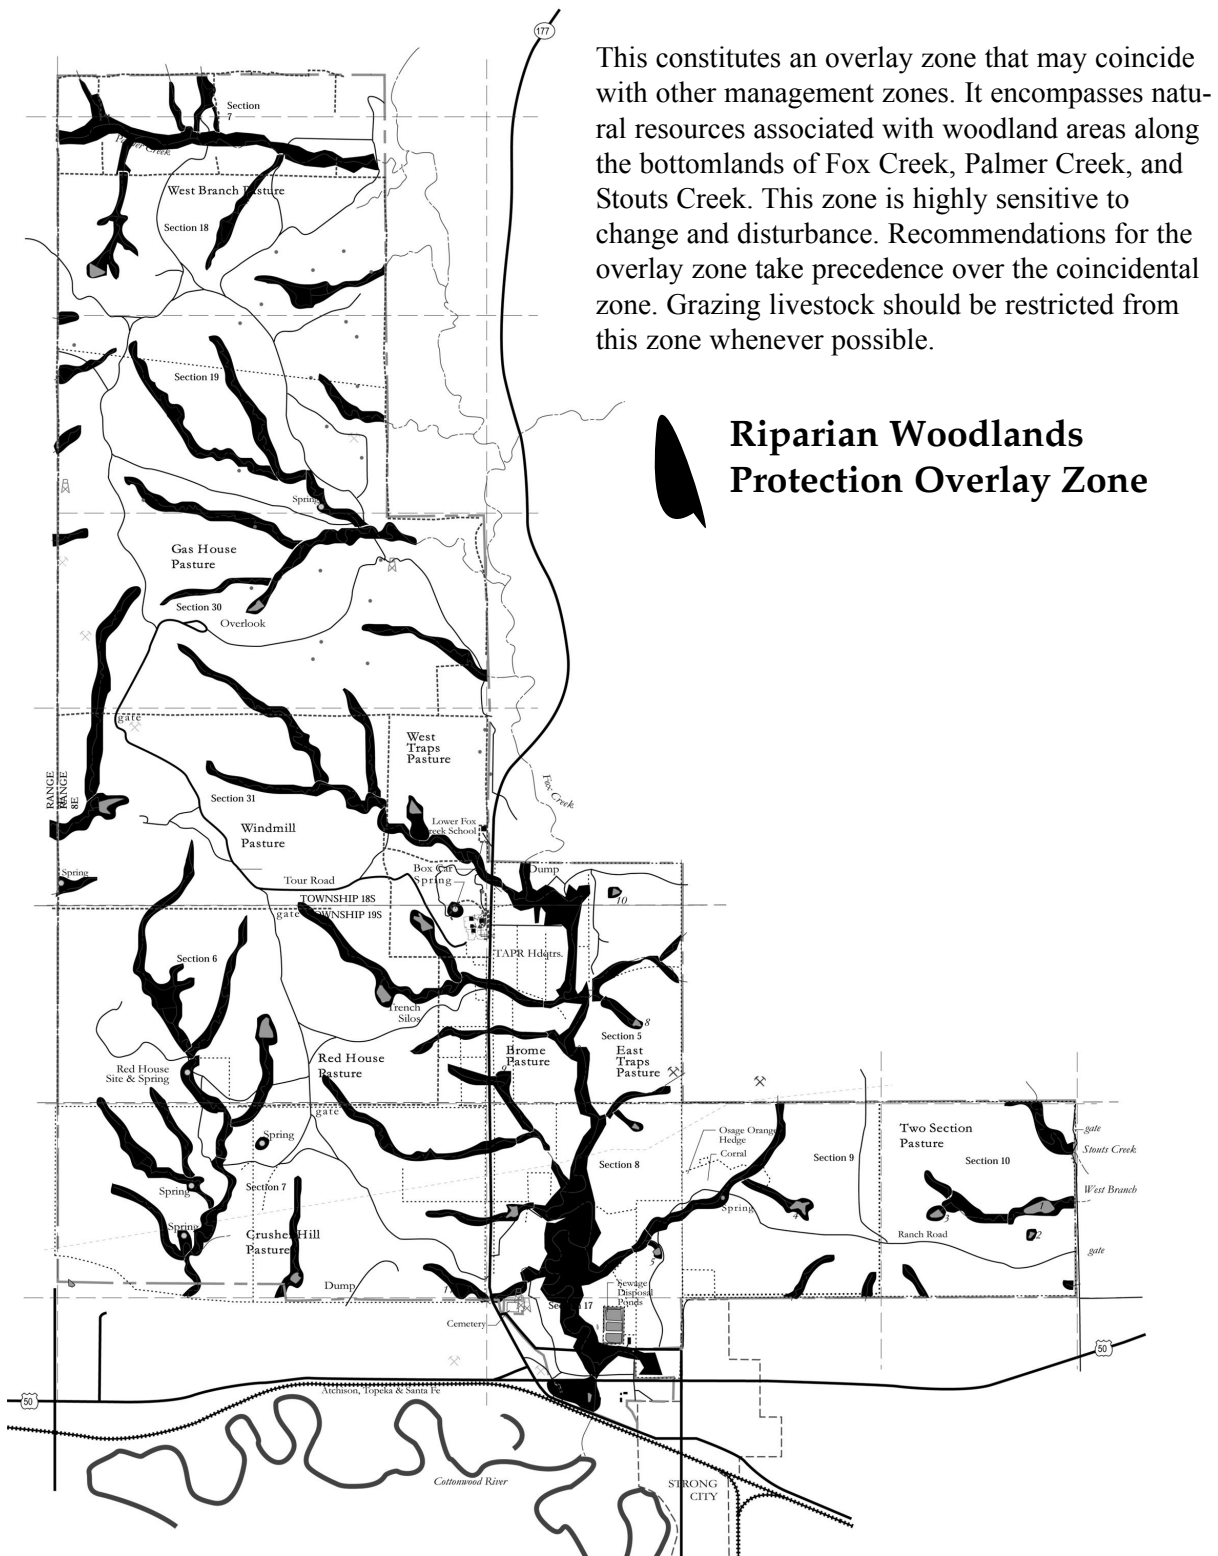 177
This constitutes an overlay zone that may coincide
with other management zones. It encompasses natu-
ral resources associated with woodland areas along
the bottomlands of Fox Creek, Palmer Creek, and
Stouts Creek. This zone is highly sensitive to
change and disturbance. Recommendations for the
overlay zone take precedence over the coincidental
zone. Grazing livestock should be restricted from
this zone whenever possible.
Riparian Woodlands
Protection Overlay Zone
Section
7
Palmer Creek
West Branch Pasture
Section 18
Section 19
Spring
Gas House
Pasture
Section 30
Overlook
gate
West
Traps
Pasture
RANGE
RANGE
8E
Section 31
Fox Creek
Windmill
Pasture
Lower Fox
Creek School
Spring
Box Car
Spring
Dump
Tour Road
TOWNSHIP 18S
gate
TOWNSHIP 19S
10
Section 6
TAPR Hdqtrs.
Trench
Silos
8
Section 5
Red House
Site & Spring
Red House
Pasture
Brome
Pasture
East
Traps
Pasture
9
gate
Spring
Osage Orange
Hedge
Corral
Two Section
Pasture
gate
Stouts Creek
Section 8
Section 9
Section 10
Spring
Section 7
West Branch
Spring
Spring
4
3
1
2
Crusher Hill
Pasture
Ranch Road
gate
5
Dump
Sewage
Disposal
Ponds
Section 17
Cemetery
50
50
Atchison, Topeka & Santa Fe
Cottonwood River
STRONG
CITY